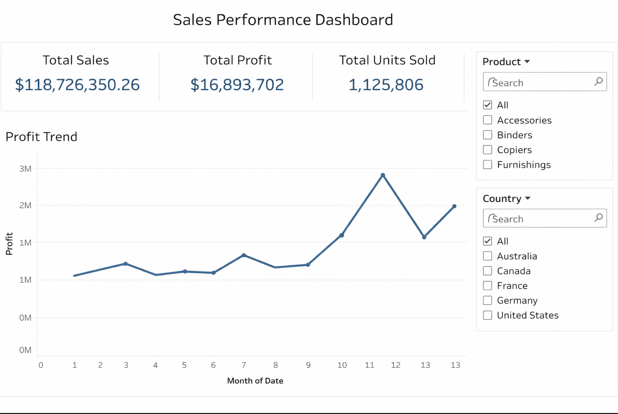 Sales Performance Dashboard
Total Sales
$118,726,350.26
Total Profit
$16,893,702
Total Units Sold
1,125,806
Product
Search
All
Accessories
Binders
Copiers
Furnishings
Country
Search
All
Australia
Canada
France
Germany
United States
Profit Trend
3M
2M
1M
1M
0M
0M
Profit
0 1 2 3 4 5 6 7 8 9 10 11 12 13 13
Month of Date